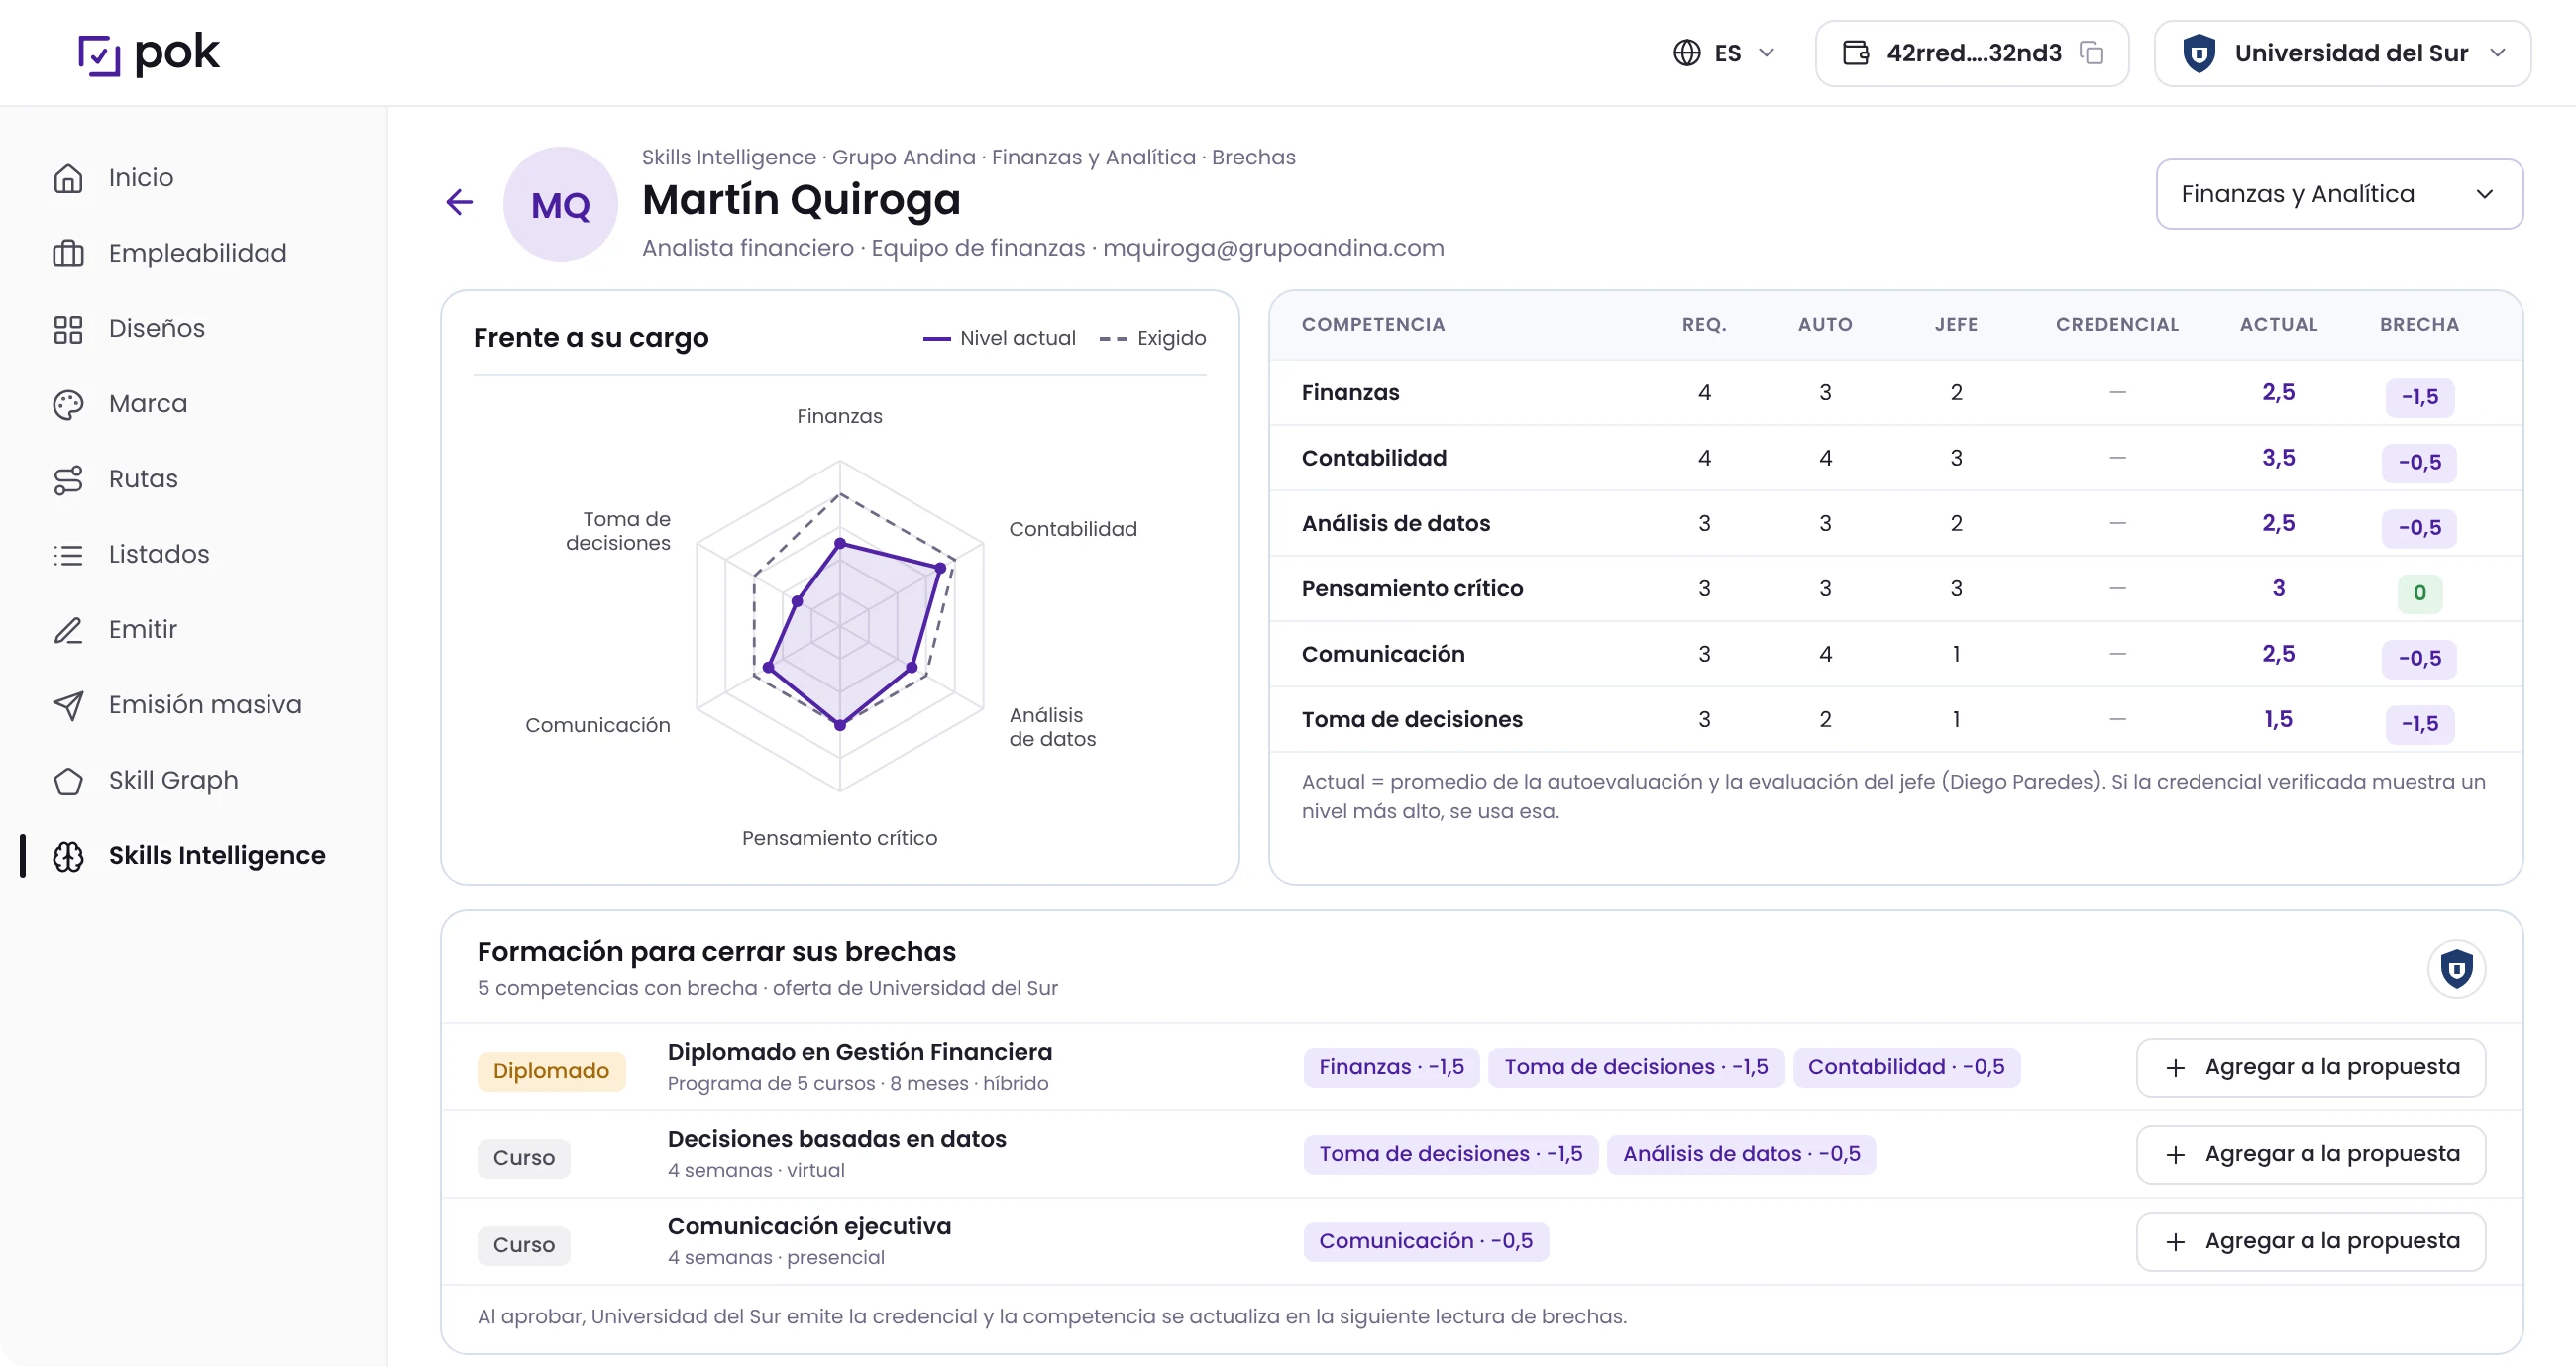 pok
ES
42rred....32nd3
Universidad del Sur
Inicio
Empleabilidad
Diseños
Marca
Rutas
Listados
Emitir
Emisión masiva
Skill Graph
Skills Intelligence
Skills Intelligence · Grupo Andina · Finanzas y Analítica · Brechas
MQ
Martín Quiroga
Analista financiero · Equipo de finanzas · mquiroga@grupoandina.com
Finanzas y Analítica
Frente a su cargo
Nivel actual
Exigido
Finanzas
Toma de
decisiones
Contabilidad
Comunicación
Análisis
de datos
Pensamiento crítico
COMPETENCIA REQ. AUTO JEFE CREDENCIAL ACTUAL BRECHA
Finanzas 4 3 2 — 2,5 -1,5
Contabilidad 4 4 3 — 3,5 -0,5
Análisis de datos 3 3 2 — 2,5 -0,5
Pensamiento crítico 3 3 3 — 3 0
Comunicación 3 4 1 — 2,5 -0,5
Toma de decisiones 3 2 1 — 1,5 -1,5
Actual = promedio de la autoevaluación y la evaluación del jefe (Diego Paredes). Si la credencial verificada muestra un
nivel más alto, se usa esa.
Formación para cerrar sus brechas
5 competencias con brecha · oferta de Universidad del Sur
Diplomado
Diplomado en Gestión Financiera
Programa de 5 cursos · 8 meses · híbrido
Finanzas · -1,5
Toma de decisiones · -1,5
Contabilidad · -0,5
+ Agregar a la propuesta
Curso
Decisiones basadas en datos
4 semanas · virtual
Toma de decisiones · -1,5
Análisis de datos · -0,5
+ Agregar a la propuesta
Curso
Comunicación ejecutiva
4 semanas · presencial
Comunicación · -0,5
+ Agregar a la propuesta
Al aprobar, Universidad del Sur emite la credencial y la competencia se actualiza en la siguiente lectura de brechas.